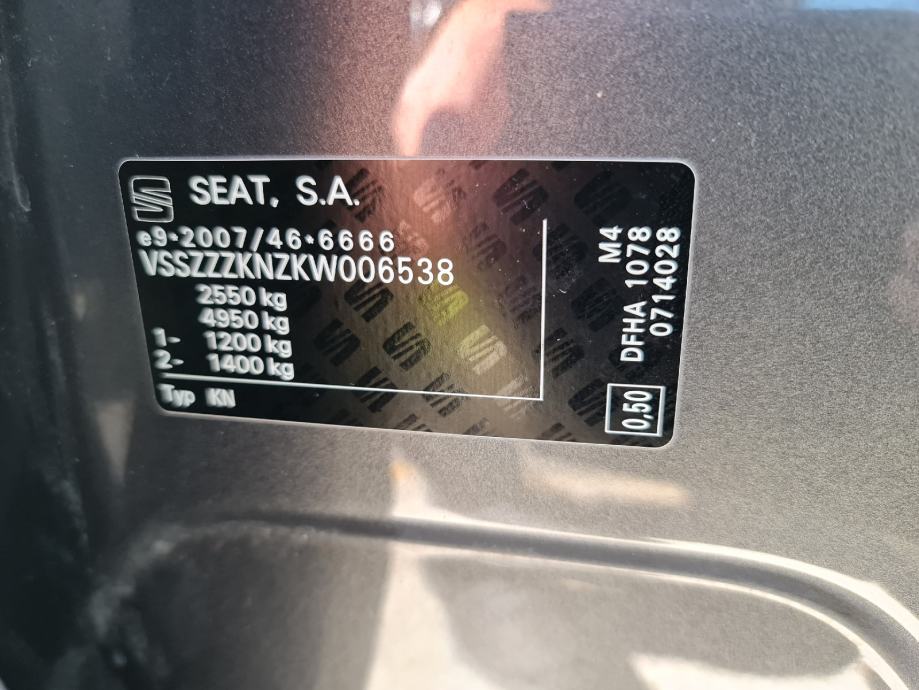 SEAT, S.A.
e9*2007/46*6666
VSSZZZKNZKW006538
2550 kg
4950 kg
1- 1200 kg
2- 1400 kg
Typ KN
M4
DFHA 1078
0714028
0,50